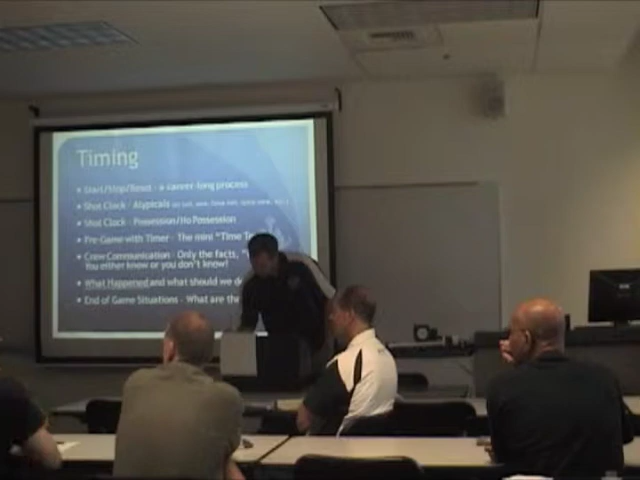 Timing
Start/Stop/Reset - a career-long process
Shot Clock - Atypicals
Shot Clock - Possession/No Possession
Pre-Game with Timer - The mini "Time
Crew Communication - Only the facts,
You either know or you don't know!
What Happened and what should we do
End of Game Situations - What are the